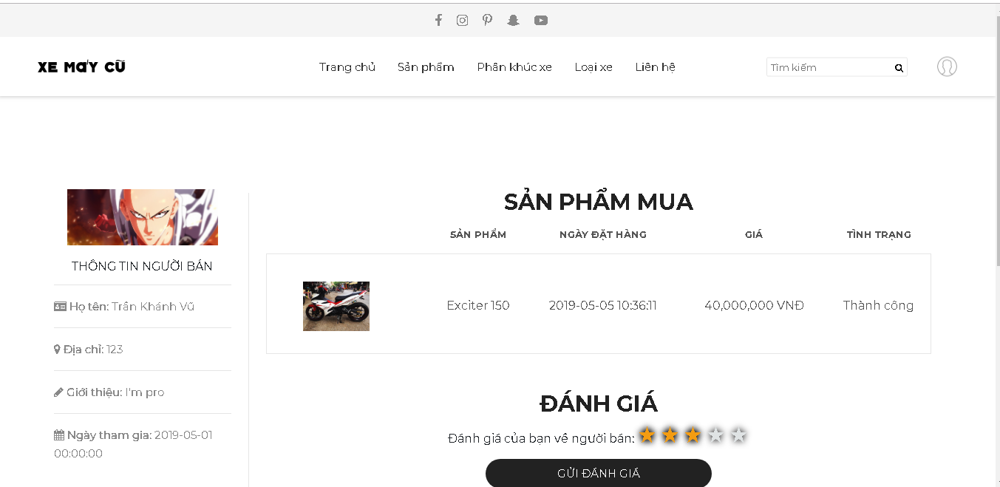 XE MÁY CŨ
Trang chủ Sản phẩm Phân khúc xe Loại xe Liên hệ Tìm kiếm
THÔNG TIN NGƯỜI BÁN
Họ tên: Trần Khánh Vũ
Địa chỉ: 123
Giới thiệu: I'm pro
Ngày tham gia: 2019-05-01
00:00:00
SẢN PHẨM MUA
SẢN PHẨM NGÀY ĐẶT HÀNG GIÁ TÌNH TRẠNG
Exciter 150 2019-05-05 10:36:11 40,000,000 VNĐ Thành công
ĐÁNH GIÁ
Đánh giá của bạn về người bán:
GỬI ĐÁNH GIÁ